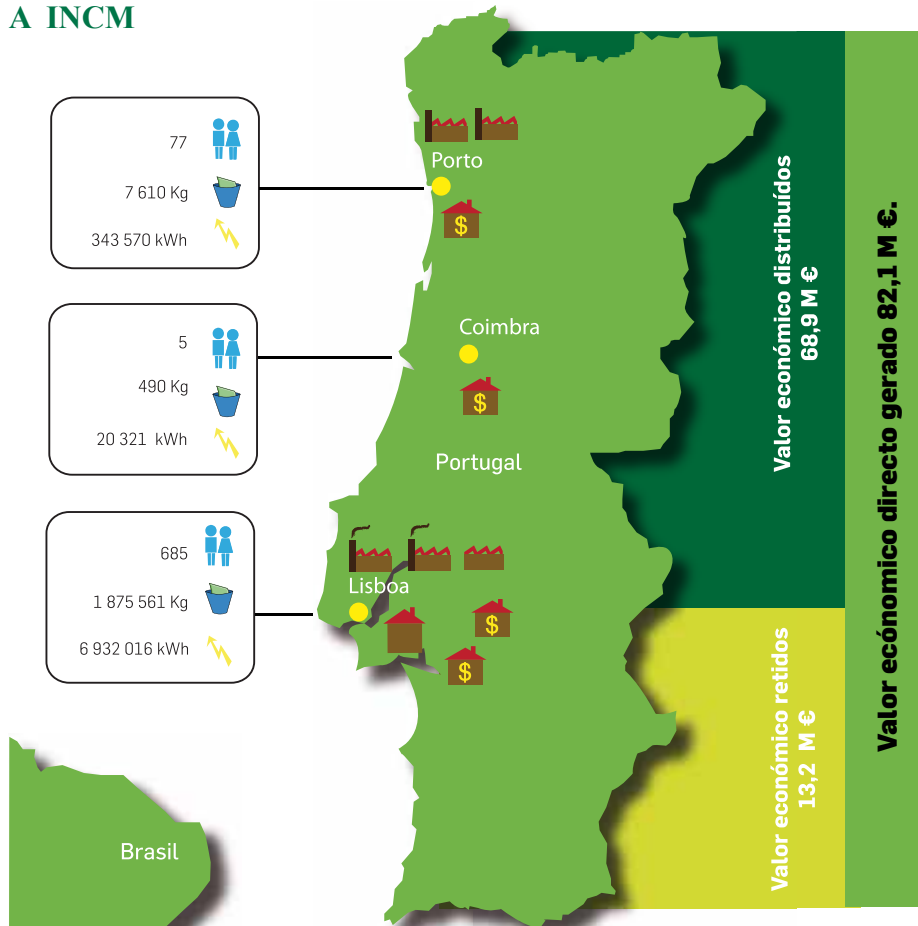 A INCM
77
7 610 Kg
343 570 kWh
Porto
$
5
490 Kg
20 321 kWh
Coimbra
$
Portugal
685
1 875 561 Kg
6 932 016 kWh
Lisboa
$
$
Brasil
Valor económico distribuídos
68,9 M €
Valor económico retidos
13,2 M €
Valor ecónomico directo gerado 82,1 M €.